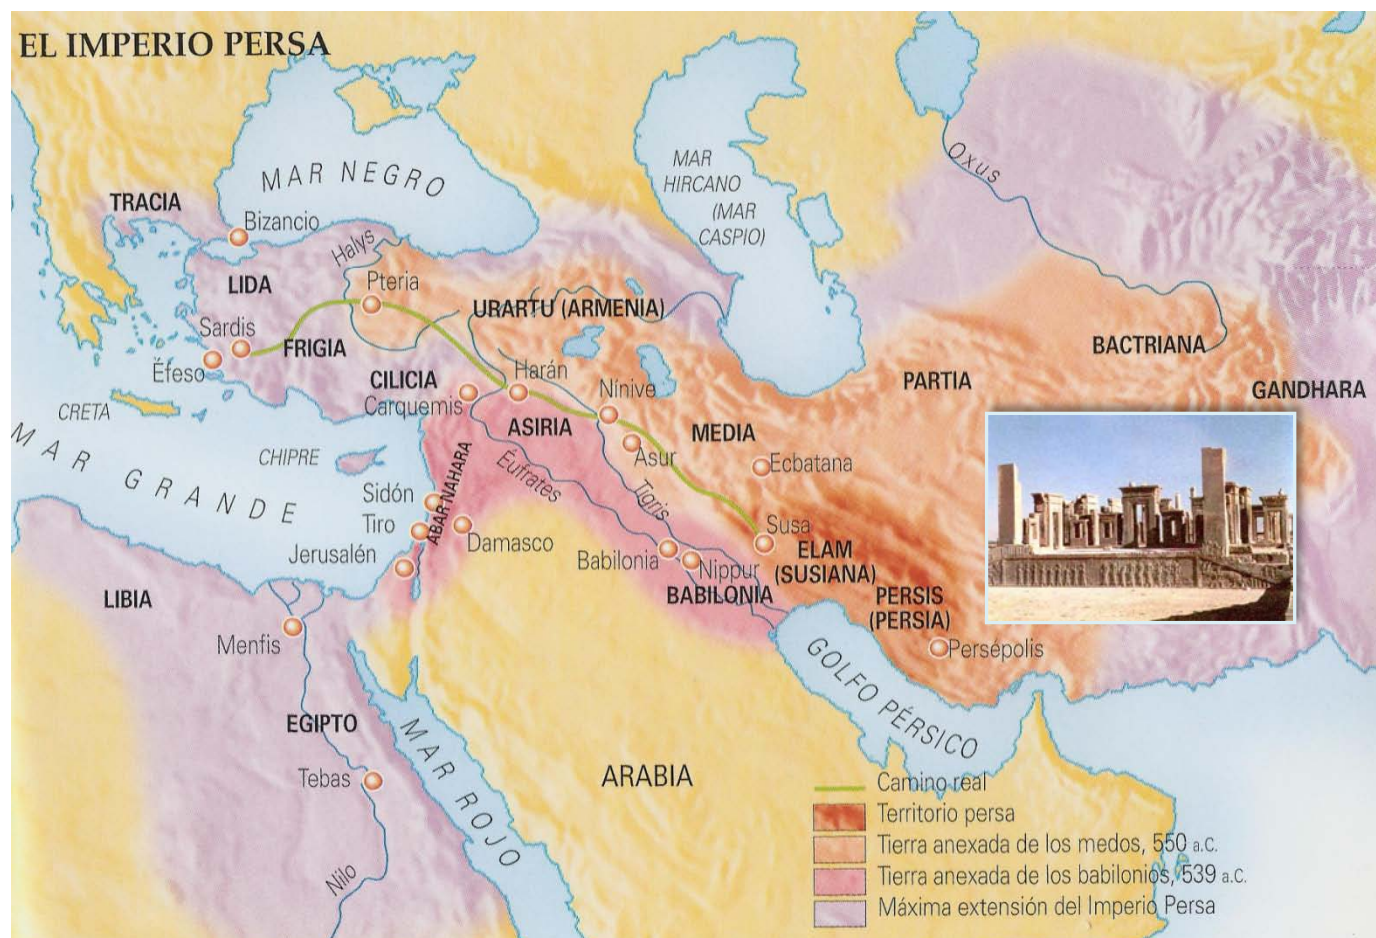 EL IMPERIO PERSA
MAR NEGRO
MAR
HIRCANO
(MAR
CASPIO)
Oxus
TRACIA
Bizancio
Halys
LIDA
Pteria
URARTU (ARMENIA)
Sardis
FRIGIA
BACTRIANA
Éfeso
CILICIA
Harán
Nínive
PARTIA
GANDHARA
CRETA
Carquemis
ASIRIA
MEDIA
MAR GRANDE
CHIPRE
Asur
Ecbatana
Éufrates
Tigris
ABAR NAHARA
Sidón
Tiro
Damasco
Susa
Jerusalén
Babilonia
Nippur
ELAM
(SUSIANA)
BABILONIA
PERSIS
(PERSIA)
LIBIA
Menfis
Persépolis
GOLFO PÉRSICO
EGIPTO
MAR ROJO
Tebas
ARABIA
Nilo
Camino real
Territorio persa
Tierra anexada de los medos, 550 a.C.
Tierra anexada de los babilonios, 539 a.C.
Máxima extensión del Imperio Persa